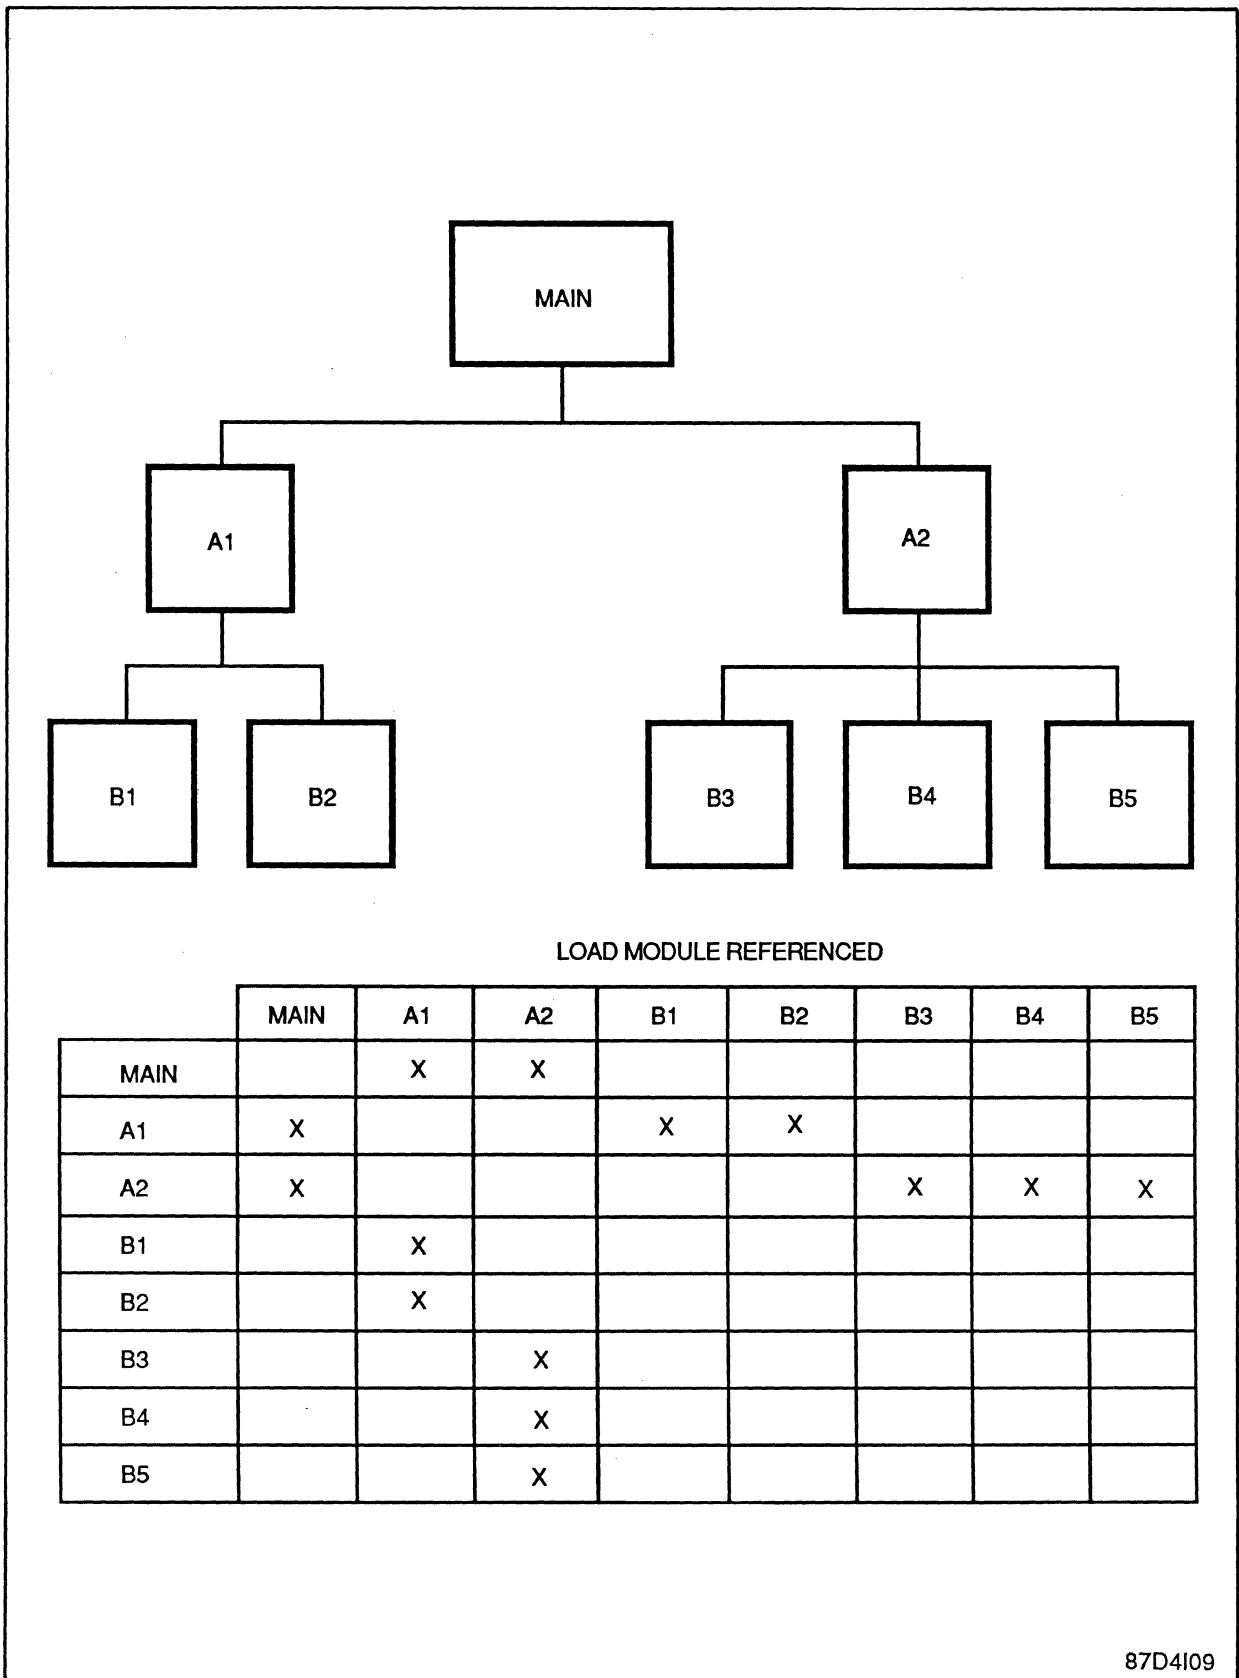 MAIN
A1 A2
B1 B2 B3 B4 B5
LOAD MODULE REFERENCED
MAIN A1 A2 B1 B2 B3 B4 B5
MAIN X X
A1 X X X
A2 X X X X
B1 X
B2 X
B3 X
B4 X
B5 X
87D4I09